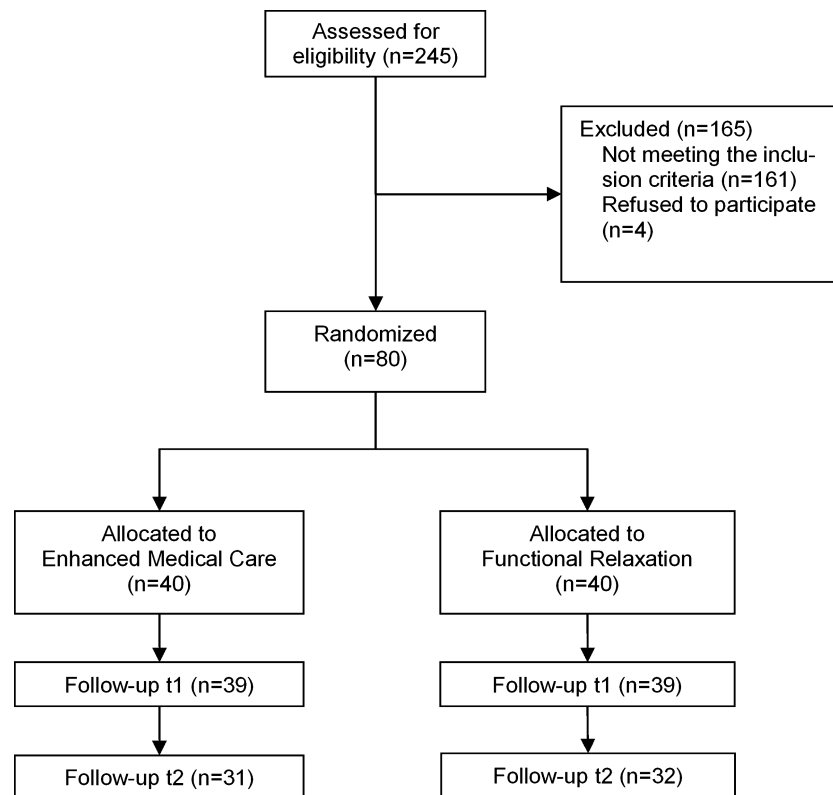 Assessed for
eligibility (n=245)
Excluded (n=165)
Not meeting the inclu-
sion criteria (n=161)
Refused to participate
(n=4)
Randomized
(n=80)
Allocated to
Enhanced Medical Care
(n=40)
Allocated to
Functional Relaxation
(n=40)
Follow-up t1 (n=39)
Follow-up t1 (n=39)
Follow-up t2 (n=31)
Follow-up t2 (n=32)